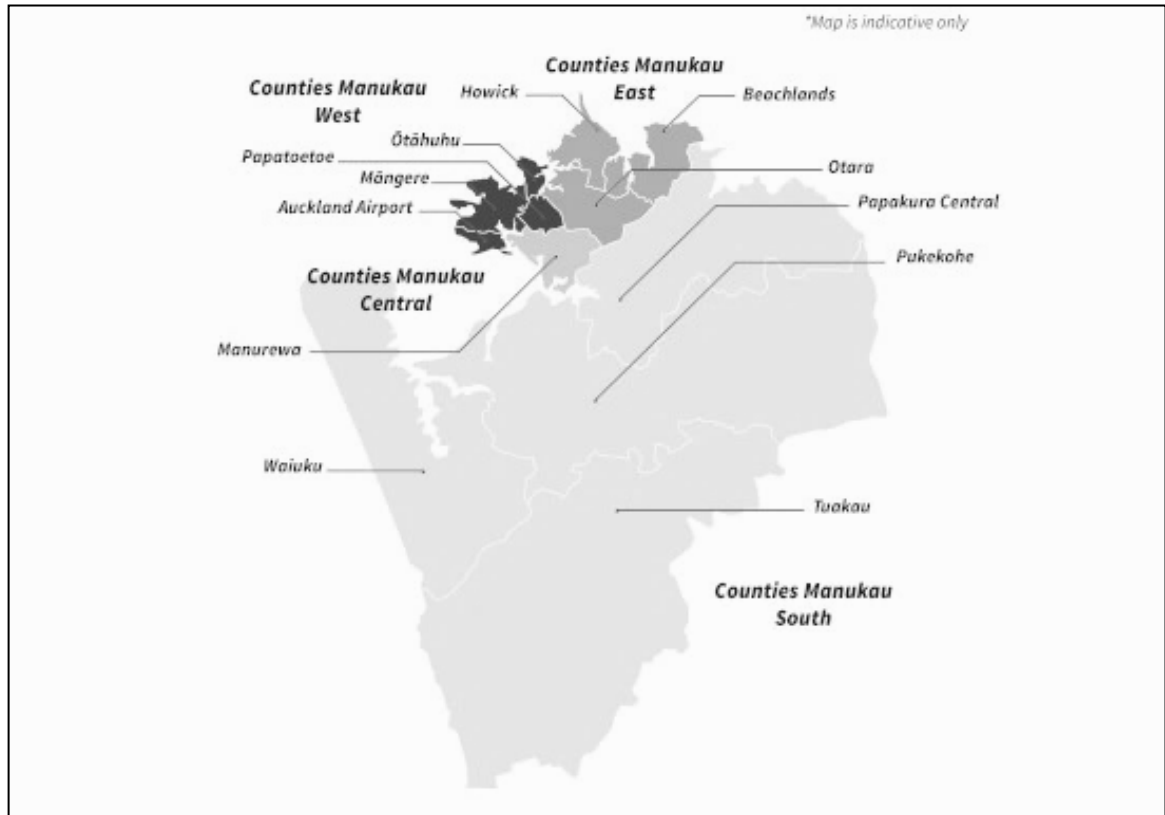 *Map is indicative only
Counties Manukau
East
Howick
Beachlands
Counties Manukau
West
Ōtāhuhu
Papatoetoe
Otara
Māngere
Papakura Central
Auckland Airport
Pukekohe
Counties Manukau
Central
Manurewa
Waiuku
Tuakau
Counties Manukau
South